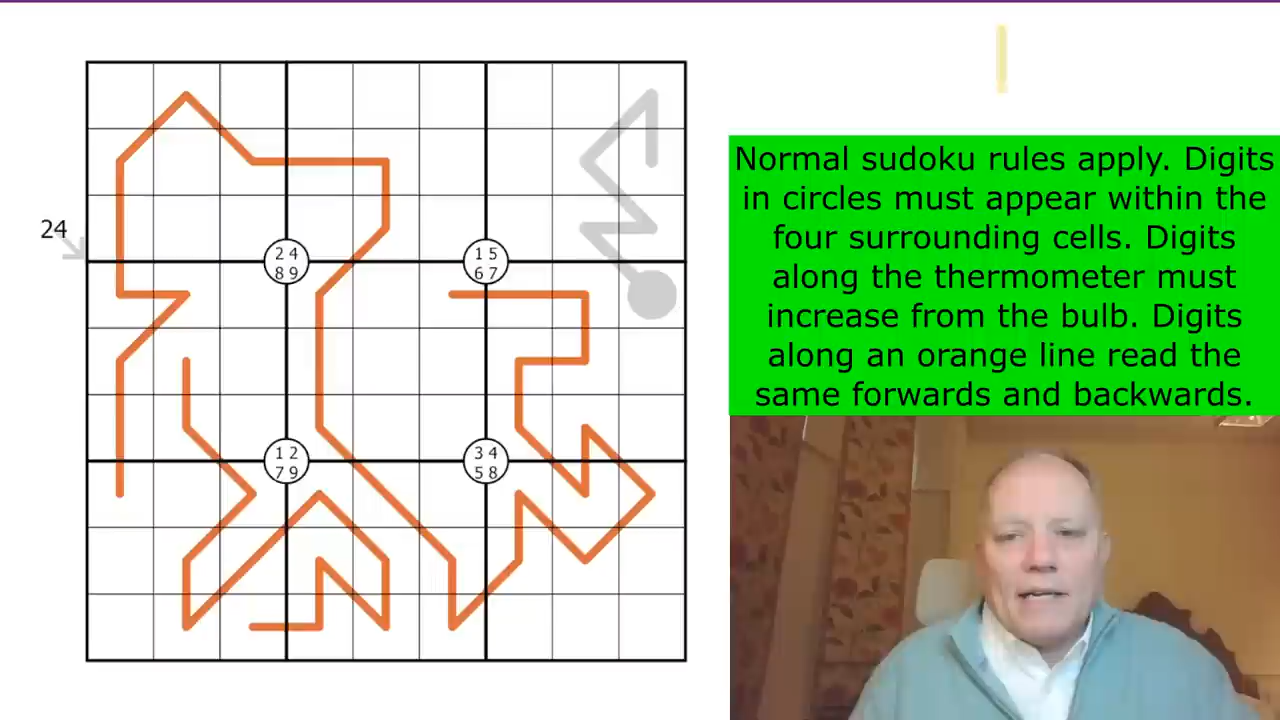 Normal sudoku rules apply. Digits
in circles must appear within the
four surrounding cells. Digits
along the thermometer must
increase from the bulb. Digits
along an orange line read the
same forwards and backwards.
24
2 4
8 9
1 5
6 7
1 2
7 9
3 4
5 8